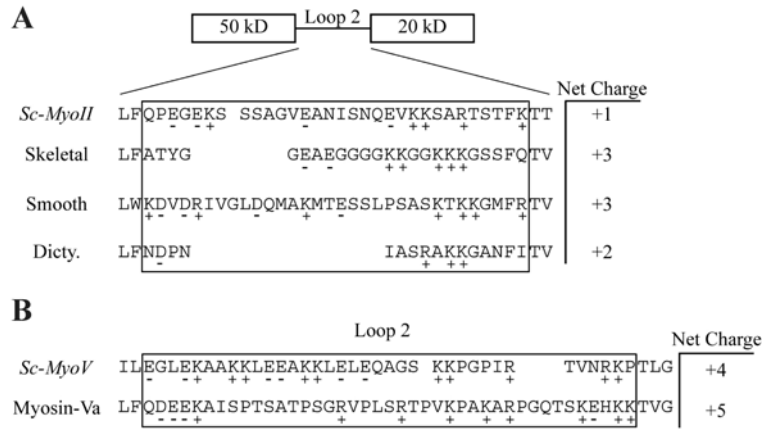 A
50 kD Loop 2 20 kD
Net Charge
Sc-MyoII LFQPEGEKS SSAGVEANISNQEVKKSARTSTFKTT +1
- - + - - ++ + +
Skeletal LFATYG GEAEGGGGKKGGKKKGSSFQTV +3
- - ++ +++
Smooth LWKDVDRIVGLDQMAKMTESSLPSASKTKKGMFRTV +3
+ - - + - + - + ++ +
Dicty. LFNDPN IASRAKKGANFITV +2
- + ++
B
Loop 2
Net Charge
Sc-MyoV ILEGLEKAAKKLEEAKKLELEQAGS KKPGPIR TVNRKPTLG +4
- -+ ++ -- ++ - - ++ + ++
Myosin-Va LFQDEEKAISPTSATPSGRVPLSRTPVKPAKARPGQTSKEHKKTVG +5
---+ + + + + + +- ++